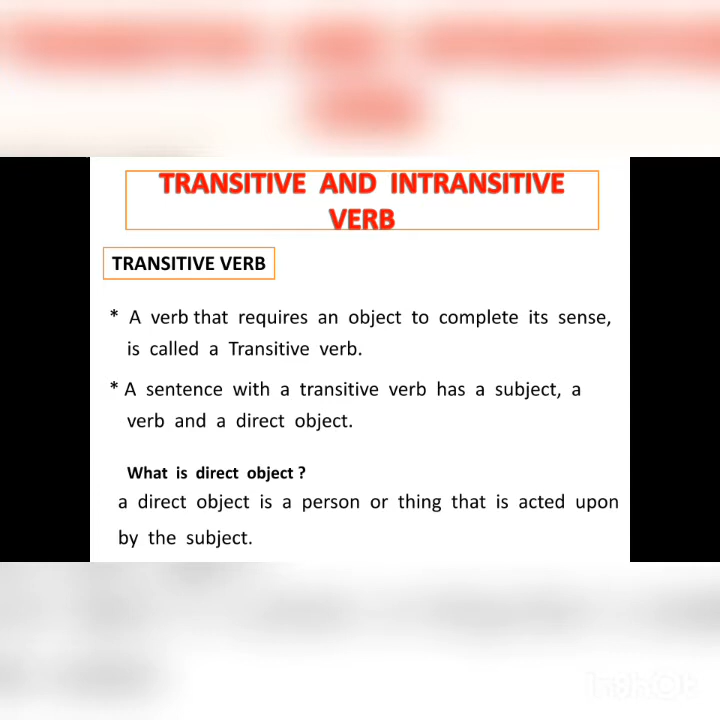 TRANSITIVE AND INTRANSITIVE
VERB
TRANSITIVE VERB
* A verb that requires an object to complete its sense,
is called a Transitive verb.
* A sentence with a transitive verb has a subject, a
verb and a direct object.
What is direct object ?
a direct object is a person or thing that is acted upon
by the subject.